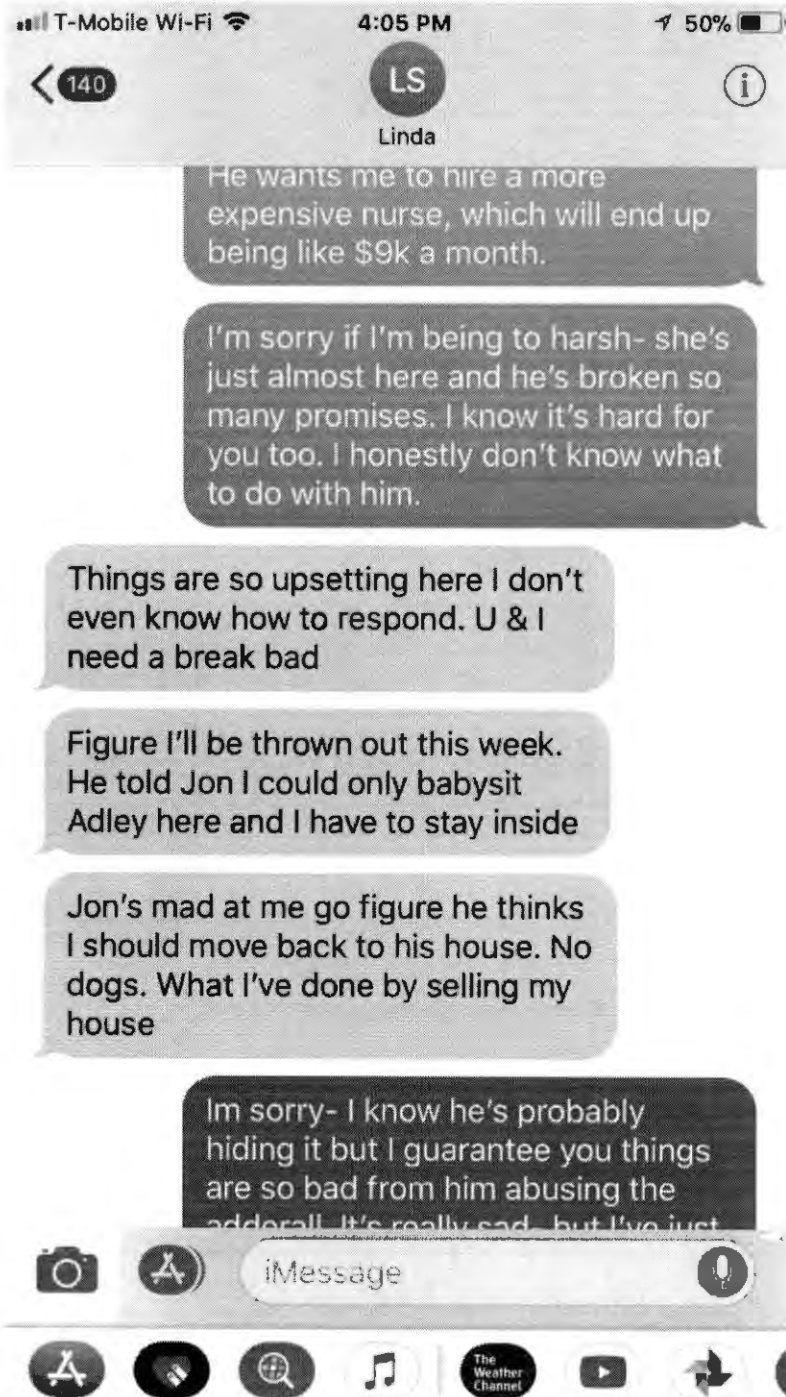 T-Mobile Wi-Fi 4:05 PM 50%
140
LS
i
Linda
He wants me to hire a more
expensive nurse, which will end up
being like $9k a month.
I'm sorry if I'm being to harsh- she's
just almost here and he's broken so
many promises. I know it's hard for
you too. I honestly don't know what
to do with him.
Things are so upsetting here I don't
even know how to respond. U & I
need a break bad
Figure I'll be thrown out this week.
He told Jon I could only babysit
Adley here and I have to stay inside
Jon's mad at me go figure he thinks
I should move back to his house. No
dogs. What I've done by selling my
house
Im sorry- I know he's probably
hiding it but I guarantee you things
are so bad from him abusing the
adderall. It's really sad- but I've just
iMessage
The
Weather
Channel